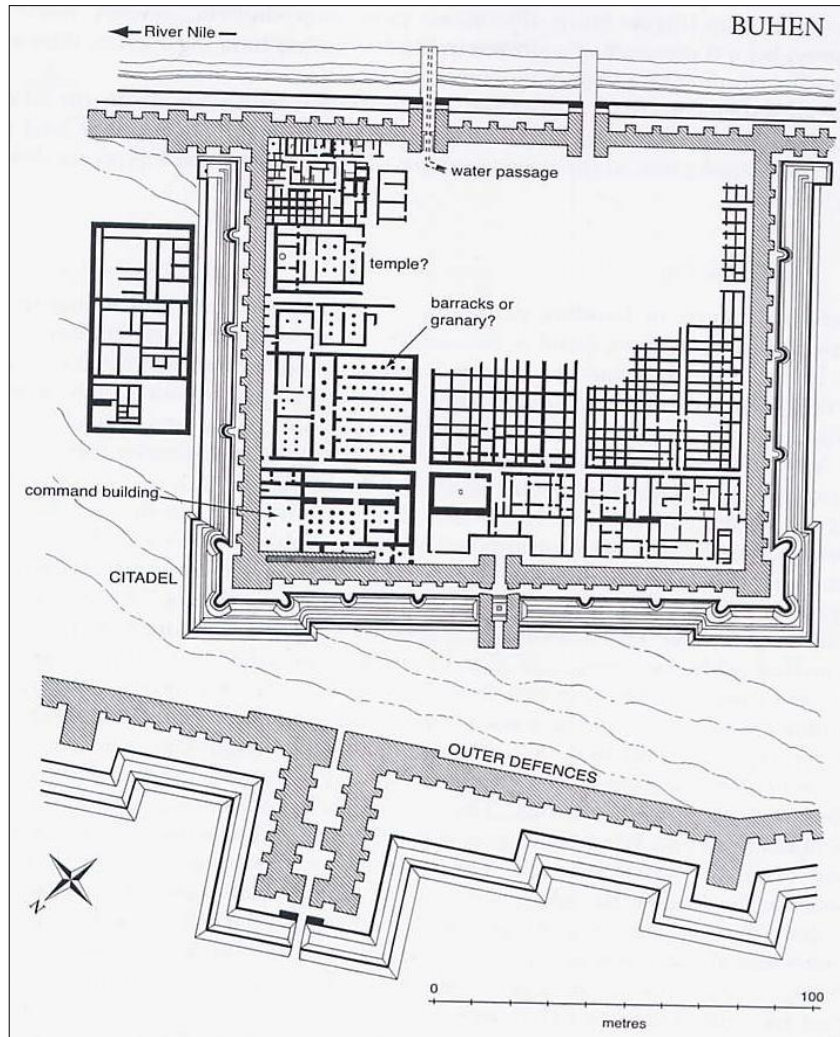 BUHEN
River Nile
water passage
temple?
barracks or
granary?
command building
CITADEL
OUTER DEFENCES
N
0
100
metres